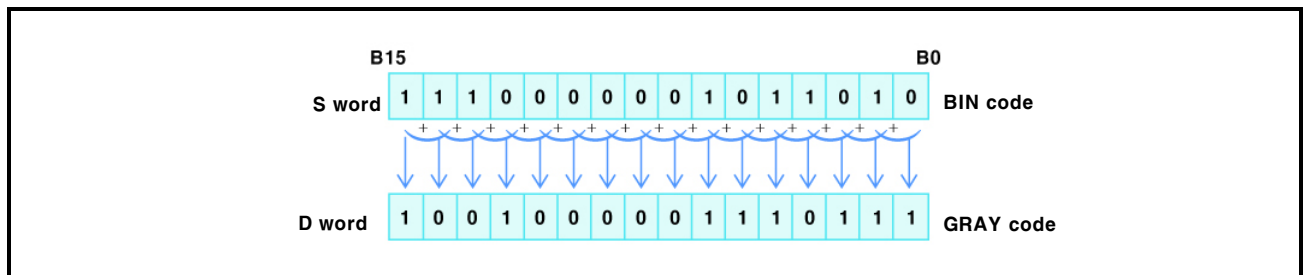 B15 B0
S word 1 1 1 0 0 0 0 0 0 1 0 1 1 0 1 0 BIN code
+ + + + + + + + + + + + + + +
D word 1 0 0 1 0 0 0 0 0 1 1 1 0 1 1 1 GRAY code